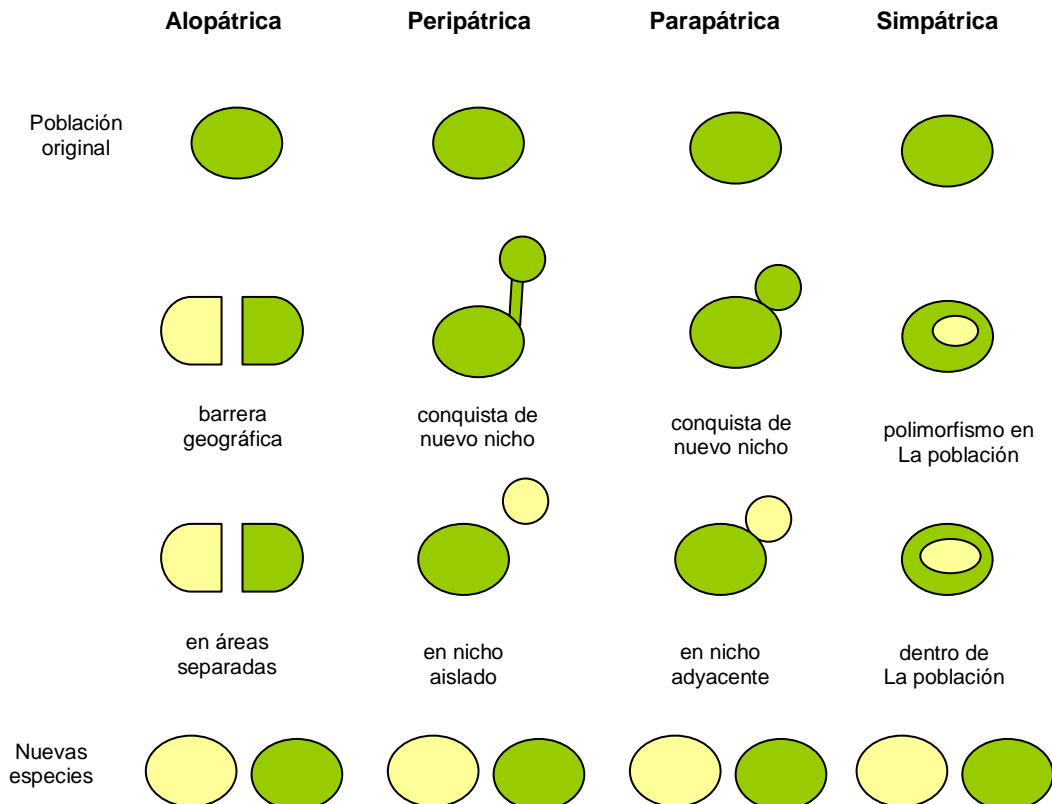 Alopátrica Peripátrica Parapátrica Simpátrica
Población
original
barrera
geográfica
conquista de
nuevo nicho
conquista de
nuevo nicho
polimorfismo en
La población
en áreas
separadas
en nicho
aislado
en nicho
adyacente
dentro de
La población
Nuevas
especies